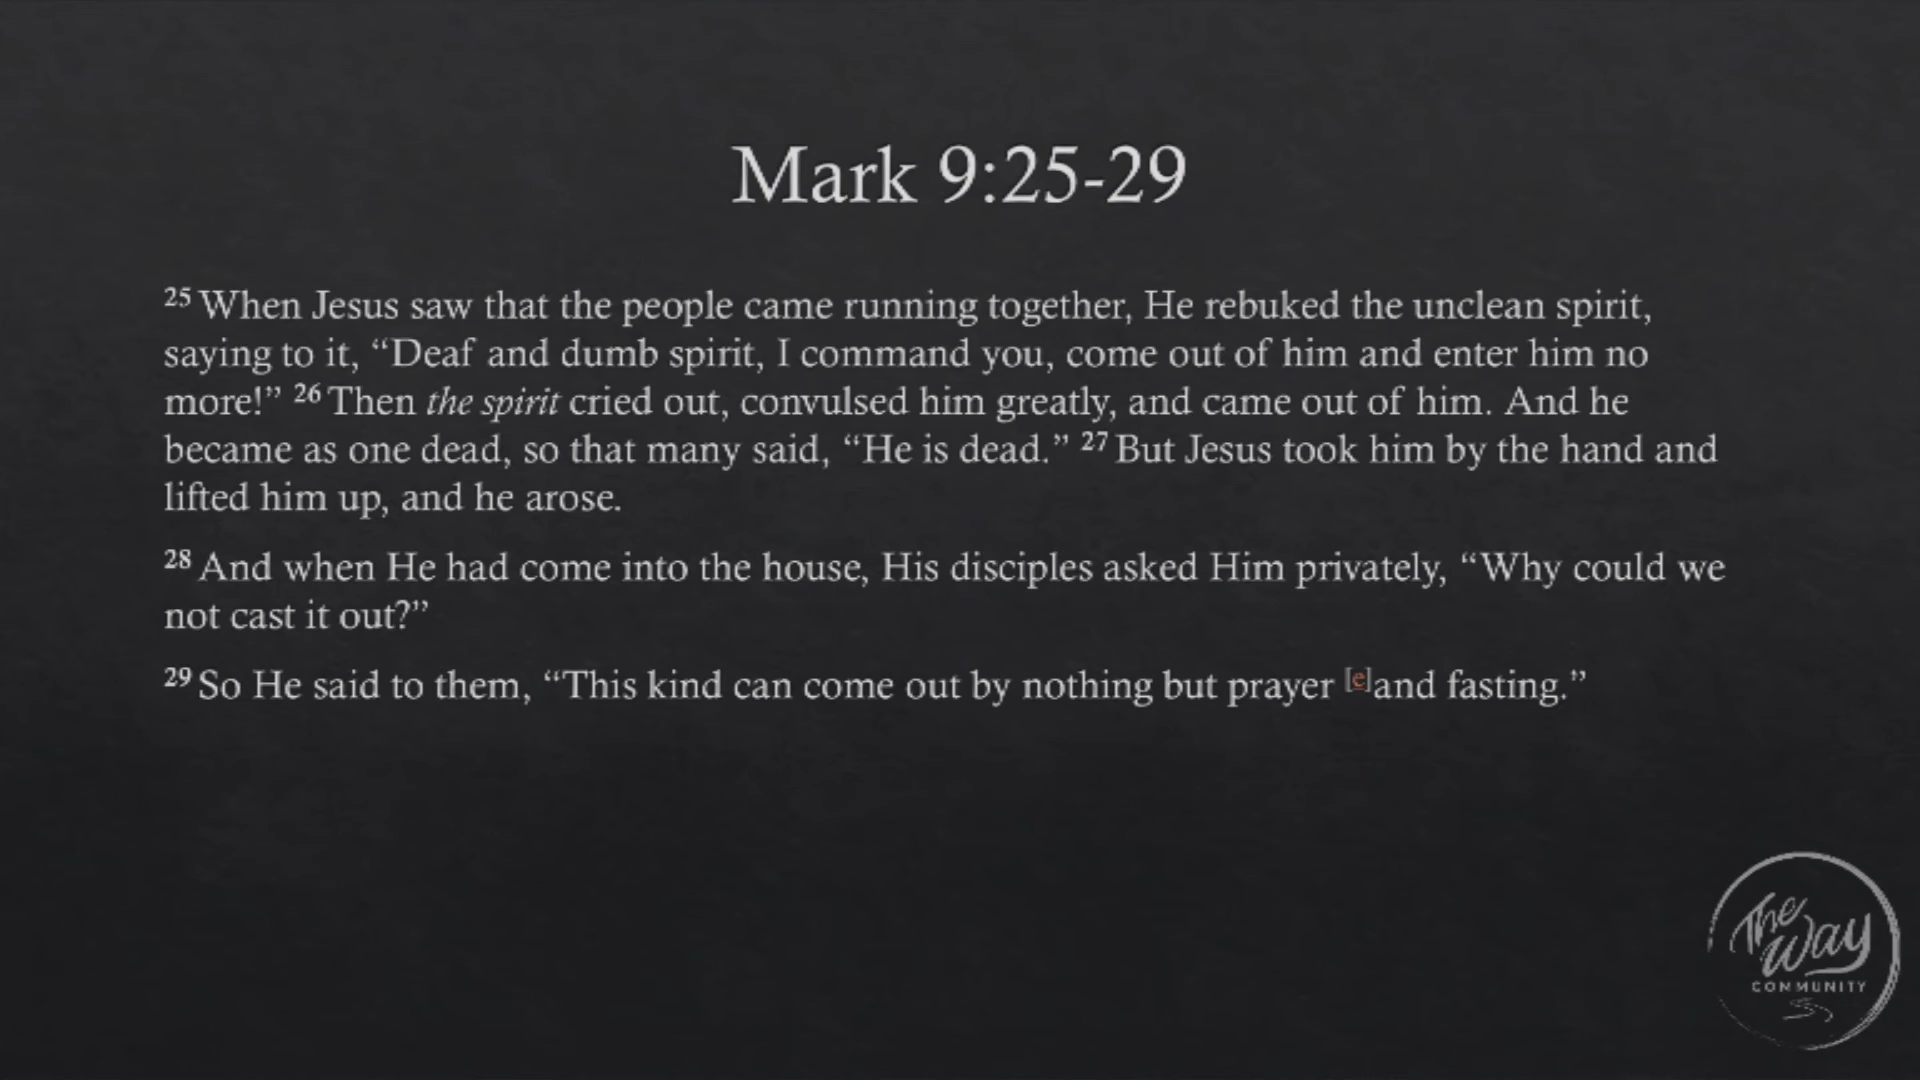 Mark 9:25-29
25 When Jesus saw that the people came running together, He rebuked the unclean spirit,
saying to it, “Deaf and dumb spirit, I command you, come out of him and enter him no
more!” 26 Then the spirit cried out, convulsed him greatly, and came out of him. And he
became as one dead, so that many said, “He is dead.” 27 But Jesus took him by the hand and
lifted him up, and he arose.
28 And when He had come into the house, His disciples asked Him privately, “Why could we
not cast it out?”
29 So He said to them, “This kind can come out by nothing but prayer [e]and fasting.”
The
Way
COMMUNITY